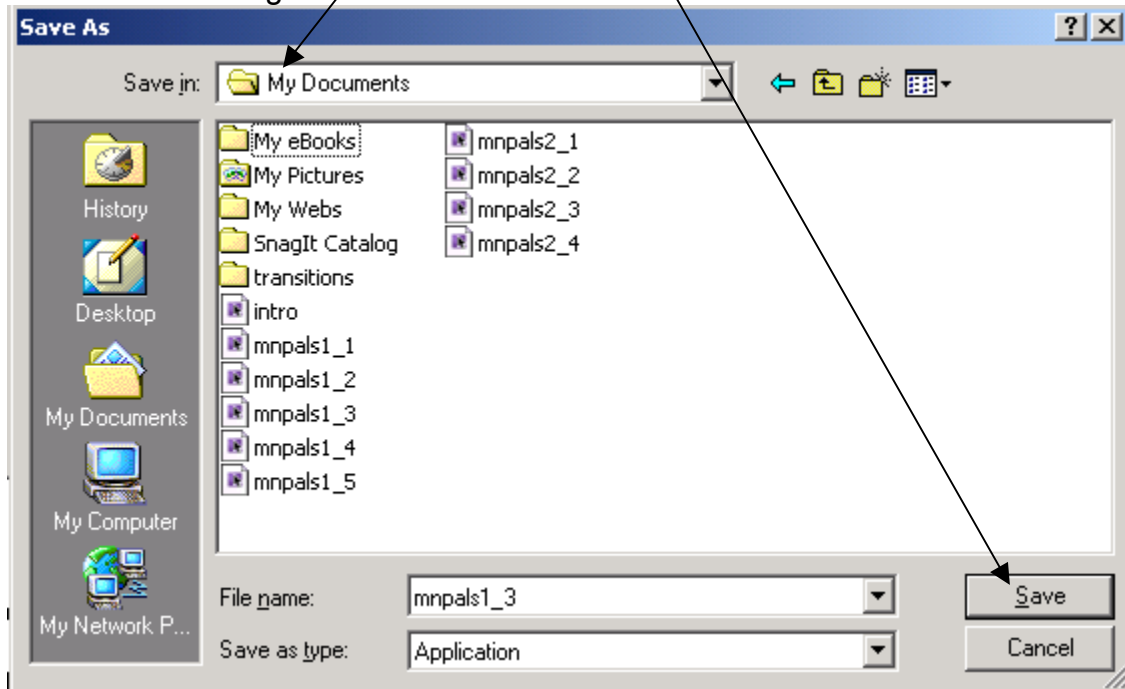 Save As
Save in: My Documents
My eBooks
My Pictures
My Webs
SnagIt Catalog
transitions
intro
mnpals1_1
mnpals1_2
mnpals1_3
mnpals1_4
mnpals1_5
mnpals2_1
mnpals2_2
mnpals2_3
mnpals2_4
History
Desktop
My Documents
My Computer
My Network P...
File name: mnpals1_3
Save
Save as type: Application
Cancel